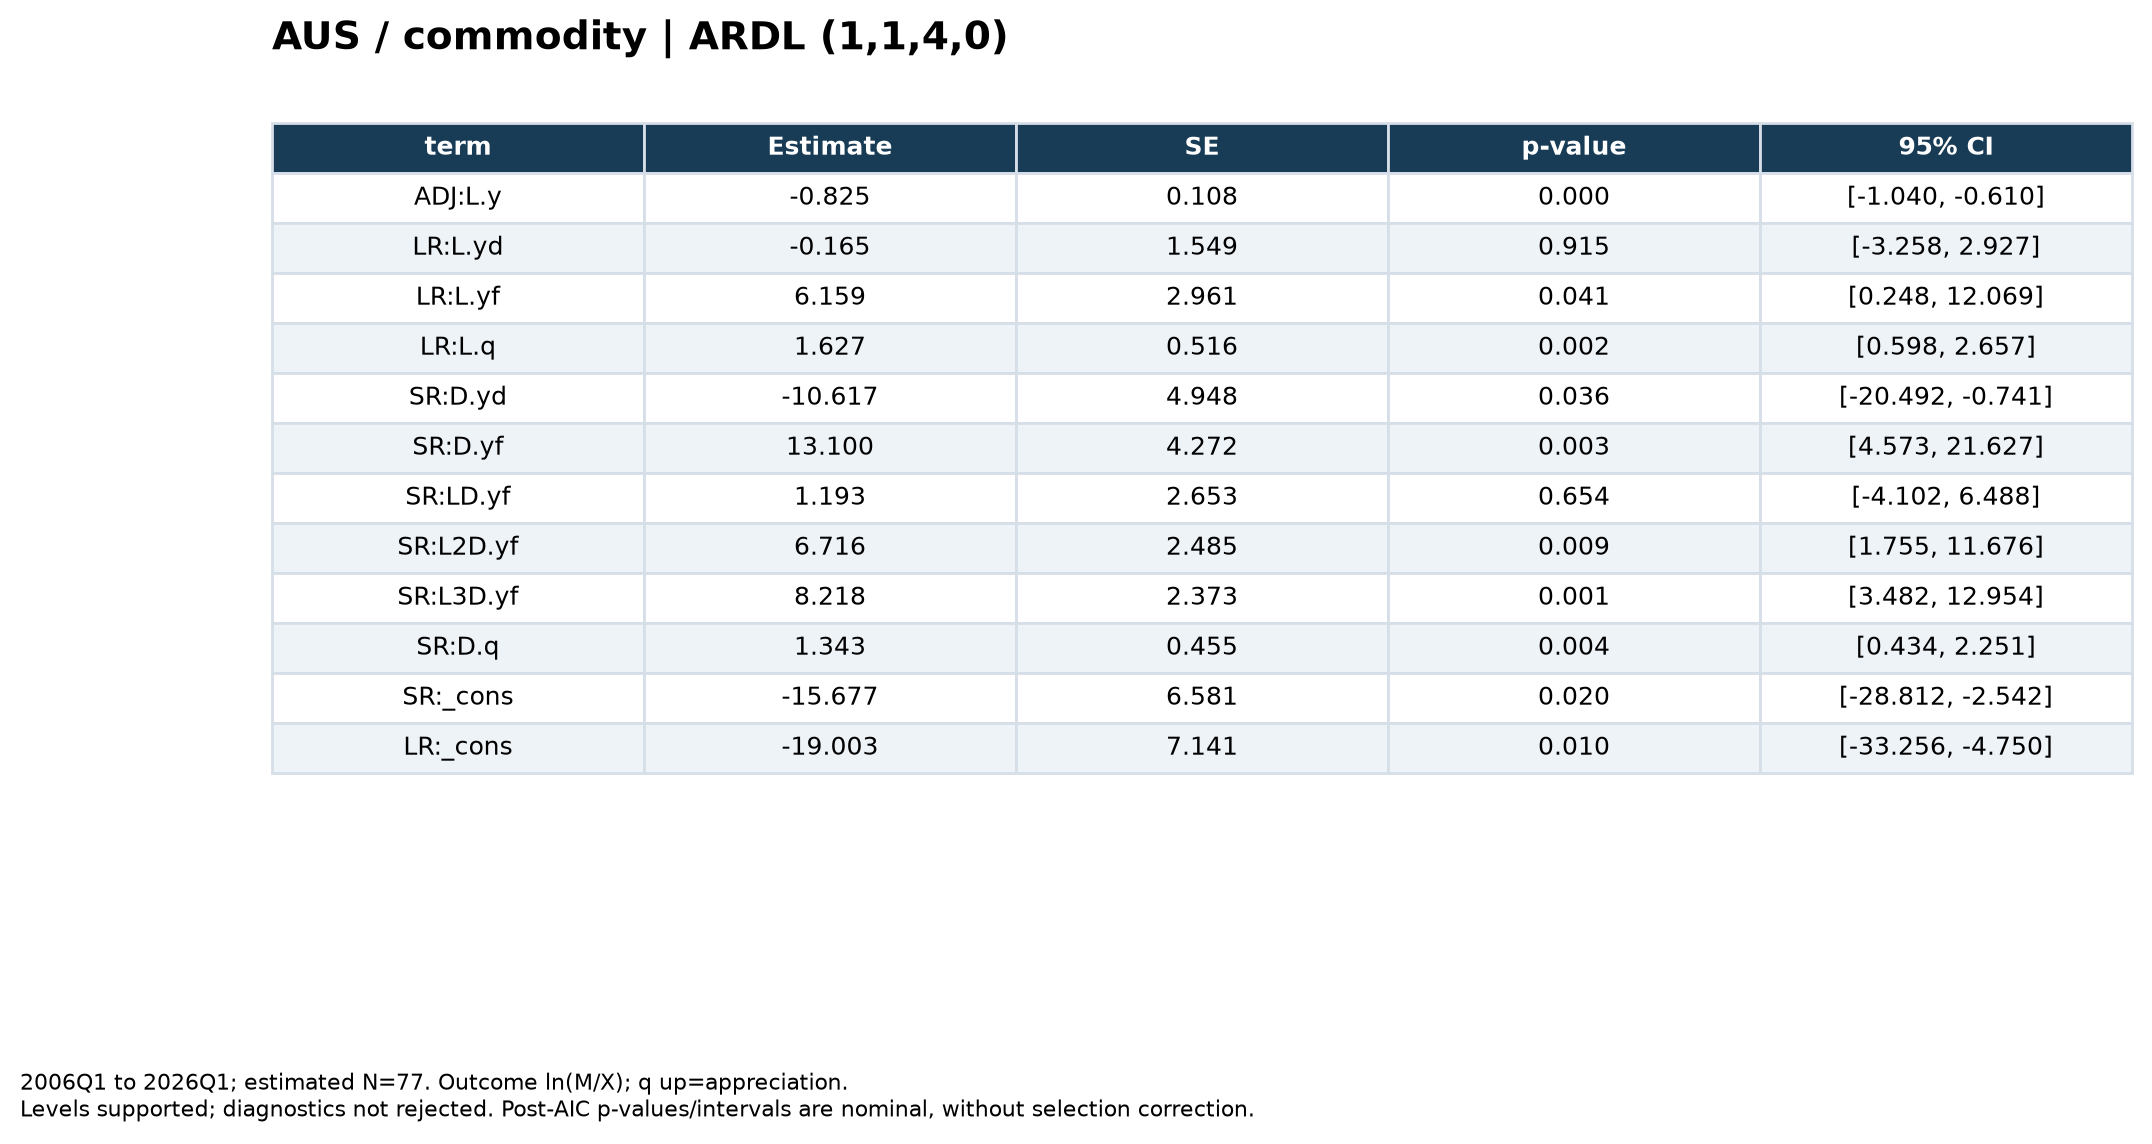 AUS / commodity | ARDL (1,1,4,0)
term Estimate SE p-value 95% CI
ADJ:L.y -0.825 0.108 0.000 [-1.040, -0.610]
LR:L.yd -0.165 1.549 0.915 [-3.258, 2.927]
LR:L.yf 6.159 2.961 0.041 [0.248, 12.069]
LR:L.q 1.627 0.516 0.002 [0.598, 2.657]
SR:D.yd -10.617 4.948 0.036 [-20.492, -0.741]
SR:D.yf 13.100 4.272 0.003 [4.573, 21.627]
SR:LD.yf 1.193 2.653 0.654 [-4.102, 6.488]
SR:L2D.yf 6.716 2.485 0.009 [1.755, 11.676]
SR:L3D.yf 8.218 2.373 0.001 [3.482, 12.954]
SR:D.q 1.343 0.455 0.004 [0.434, 2.251]
SR:_cons -15.677 6.581 0.020 [-28.812, -2.542]
LR:_cons -19.003 7.141 0.010 [-33.256, -4.750]
2006Q1 to 2026Q1; estimated N=77. Outcome ln(M/X); q up=appreciation.
Levels supported; diagnostics not rejected. Post-AIC p-values/intervals are nominal, without selection correction.